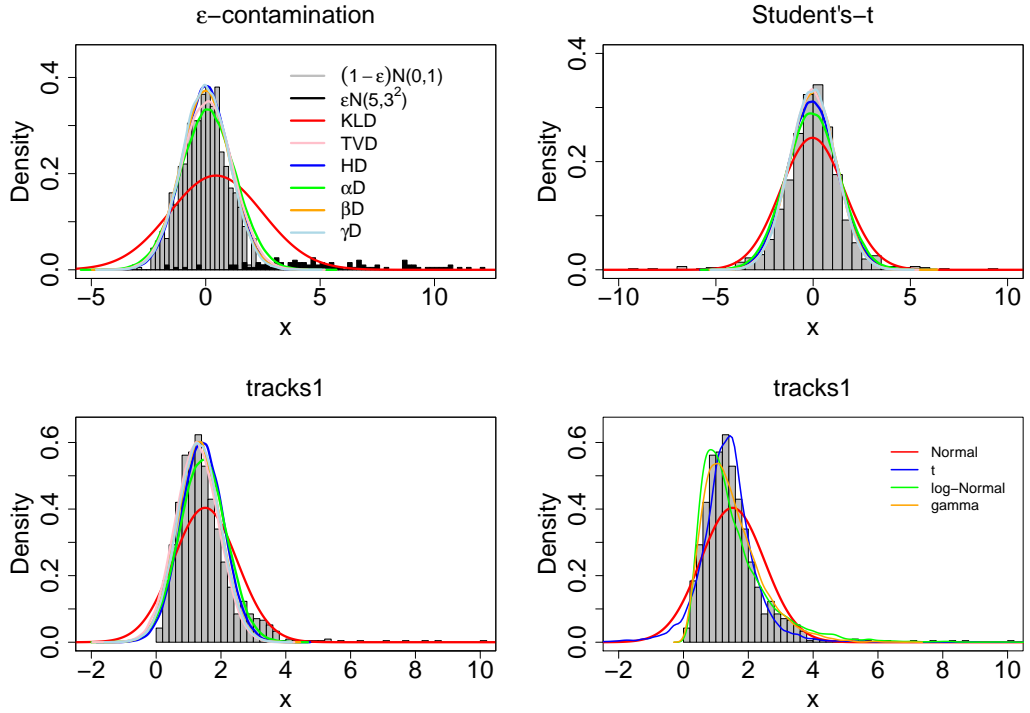 ε−contamination
Density
0.0 0.2 0.4
(1−ε)N(0,1)
εN(5,3²)
KLD
TVD
HD
αD
βD
γD
−5 0 5 10
x
Student's−t
Density
0.0 0.2 0.4
−10 −5 0 5 10
x
tracks1
Density
0.0 0.2 0.4 0.6
−2 0 2 4 6 8 10
x
tracks1
Density
0.0 0.2 0.4 0.6
Normal
t
log−Normal
gamma
−2 0 2 4 6 8 10
x